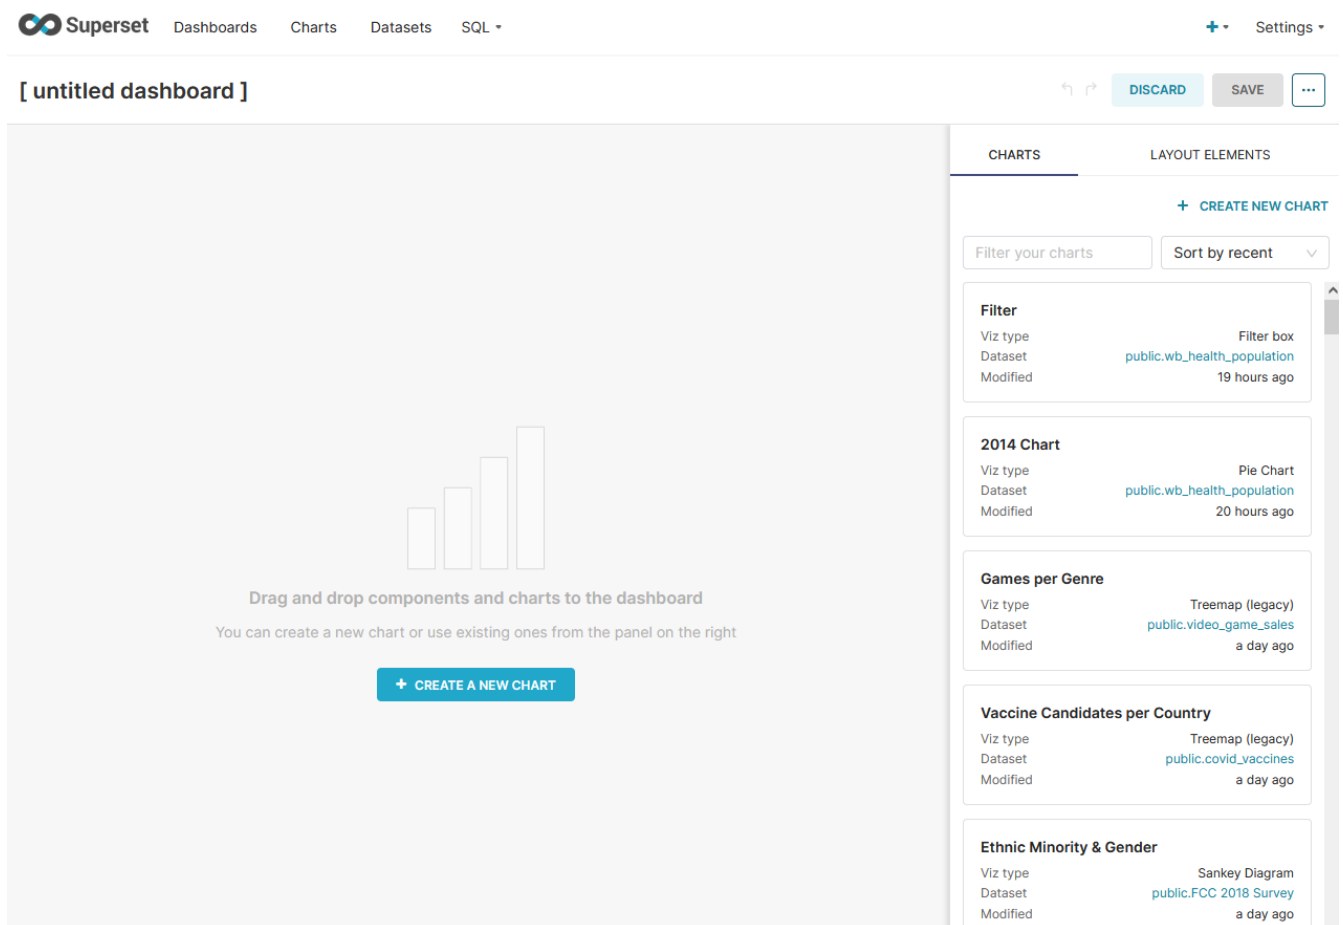 Superset Dashboards Charts Datasets SQL + Settings
[ untitled dashboard ]
DISCARD SAVE ...
CHARTS LAYOUT ELEMENTS
+ CREATE NEW CHART
Filter your charts Sort by recent
Filter
Viz type Filter box
Dataset public.wb_health_population
Modified 19 hours ago
2014 Chart
Viz type Pie Chart
Dataset public.wb_health_population
Modified 20 hours ago
Games per Genre
Viz type Treemap (legacy)
Dataset public.video_game_sales
Modified a day ago
Vaccine Candidates per Country
Viz type Treemap (legacy)
Dataset public.covid_vaccines
Modified a day ago
Ethnic Minority & Gender
Viz type Sankey Diagram
Dataset public.FCC 2018 Survey
Modified a day ago
Drag and drop components and charts to the dashboard
You can create a new chart or use existing ones from the panel on the right
+ CREATE A NEW CHART